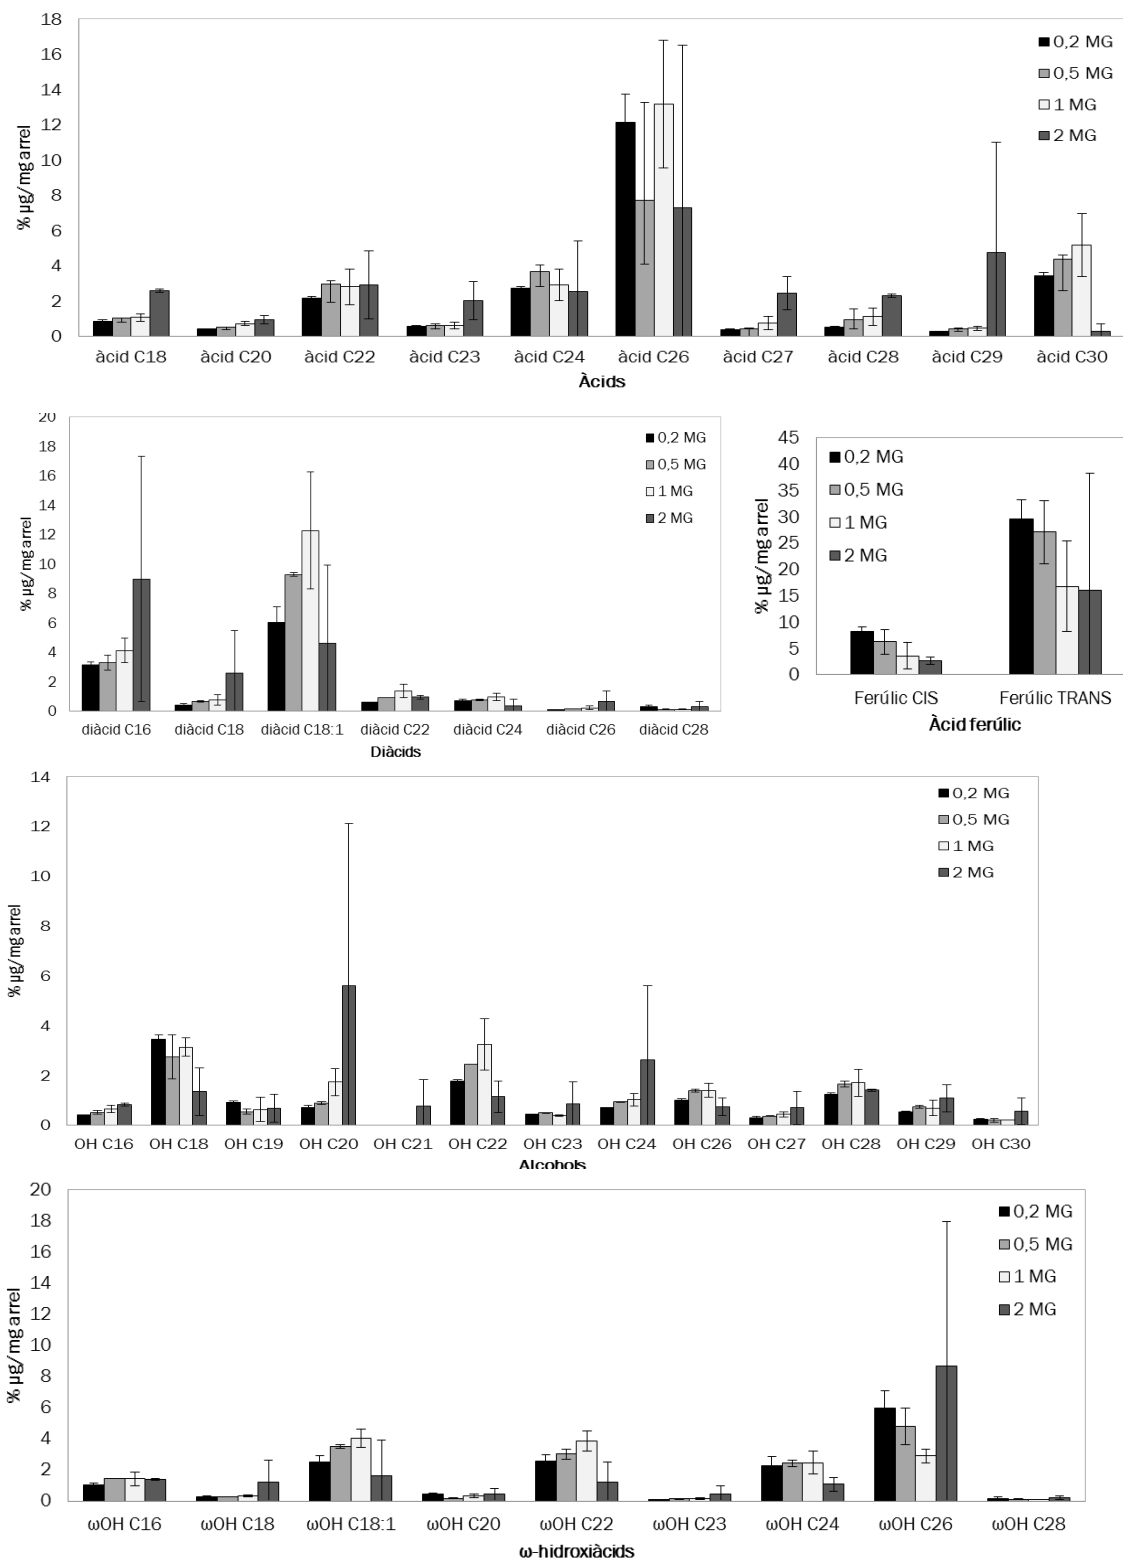 18
16
14
12
10
8
6
4
2
0
% µg/mg arrel
0,2 MG
0,5 MG
1 MG
2 MG
àcid C18 àcid C20 àcid C22 àcid C23 àcid C24 àcid C26 àcid C27 àcid C28 àcid C29 àcid C30
Àcids
20
18
16
14
12
10
8
6
4
2
0
% µg/mg arrel
0,2 MG
0,5 MG
1 MG
2 MG
diàcid C16 diàcid C18 diàcid C18:1 diàcid C22 diàcid C24 diàcid C26 diàcid C28
Diàcids
45
40
35
30
25
20
15
10
5
0
% µg/mg arrel
0,2 MG
0,5 MG
1 MG
2 MG
Ferúlic CIS Ferúlic TRANS
Àcid ferúlic
14
12
10
8
6
4
2
0
% µg/mg arrel
0,2 MG
0,5 MG
1 MG
2 MG
OH C16 OH C18 OH C19 OH C20 OH C21 OH C22 OH C23 OH C24 OH C26 OH C27 OH C28 OH C29 OH C30
Alcohols
20
18
16
14
12
10
8
6
4
2
0
% µg/mg arrel
0,2 MG
0,5 MG
1 MG
2 MG
ωOH C16 ωOH C18 ωOH C18:1 ωOH C20 ωOH C22 ωOH C23 ωOH C24 ωOH C26 ωOH C28
ω-hidroxiàcids